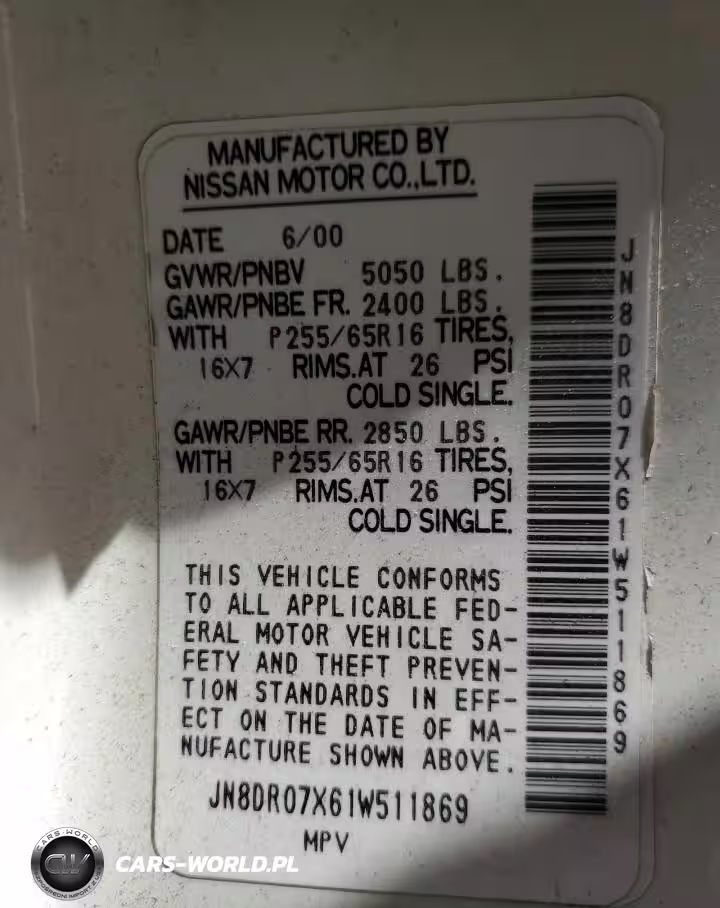 MANUFACTURED BY
NISSAN MOTOR CO.,LTD.
DATE 6/00
GVWR/PNBV 5050 LBS.
GAWR/PNBE FR. 2400 LBS.
WITH P255/65R16 TIRES,
16X7 RIMS.AT 26 PSI
COLD SINGLE.
GAWR/PNBE RR. 2850 LBS.
WITH P255/65R16 TIRES,
16X7 RIMS.AT 26 PSI
COLD SINGLE.
THIS VEHICLE CONFORMS
TO ALL APPLICABLE FED-
ERAL MOTOR VEHICLE SA-
FETY AND THEFT PREVEN-
TION STANDARDS IN EFF-
ECT ON THE DATE OF MA-
NUFACTURE SHOWN ABOVE.
JN8DR07X61W511869
MPV
JN8DR07X61W511869
CARS-WORLD
CW
CARS-WORLD.PL